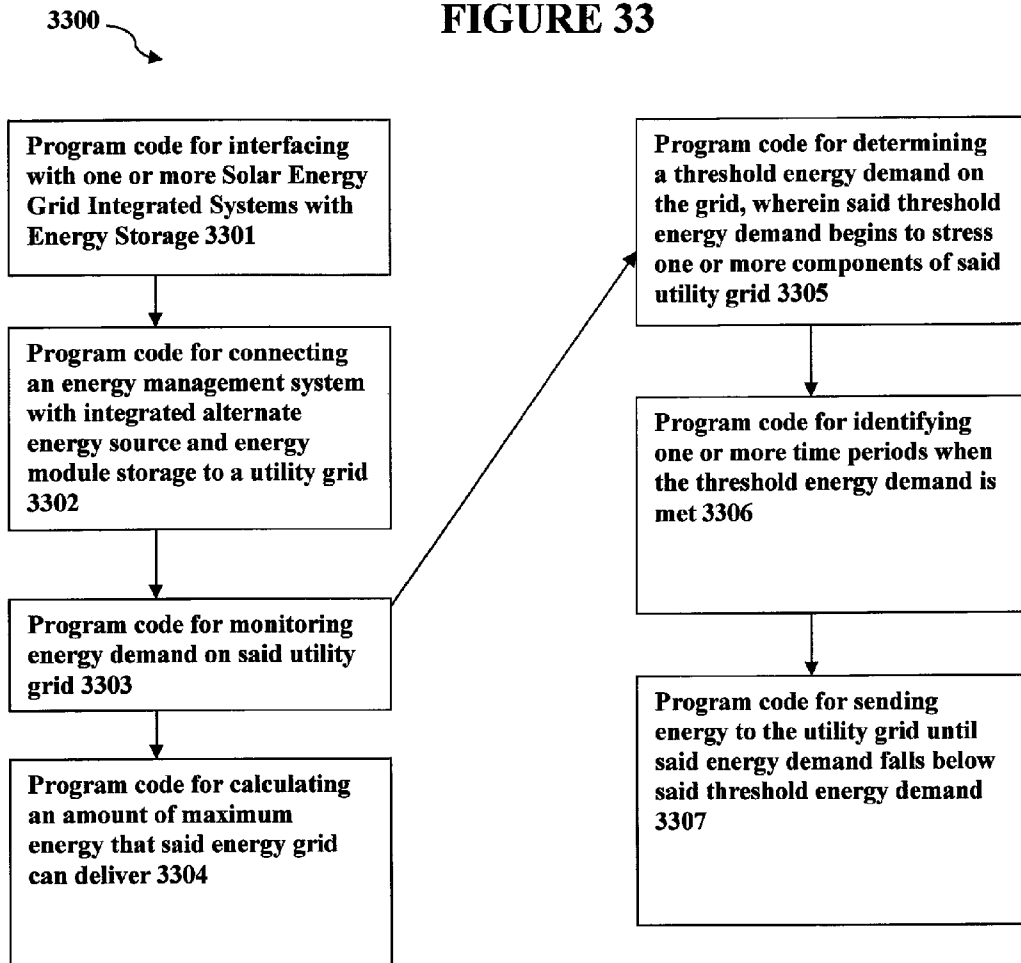 FIGURE 33
3300
Program code for interfacing
with one or more Solar Energy
Grid Integrated Systems with
Energy Storage 3301
Program code for connecting
an energy management system
with integrated alternate
energy source and energy
module storage to a utility grid
3302
Program code for monitoring
energy demand on said utility
grid 3303
Program code for calculating
an amount of maximum
energy that said energy grid
can deliver 3304
Program code for determining
a threshold energy demand on
the grid, wherein said threshold
energy demand begins to stress
one or more components of said
utility grid 3305
Program code for identifying
one or more time periods when
the threshold energy demand is
met 3306
Program code for sending
energy to the utility grid until
said energy demand falls below
said threshold energy demand
3307